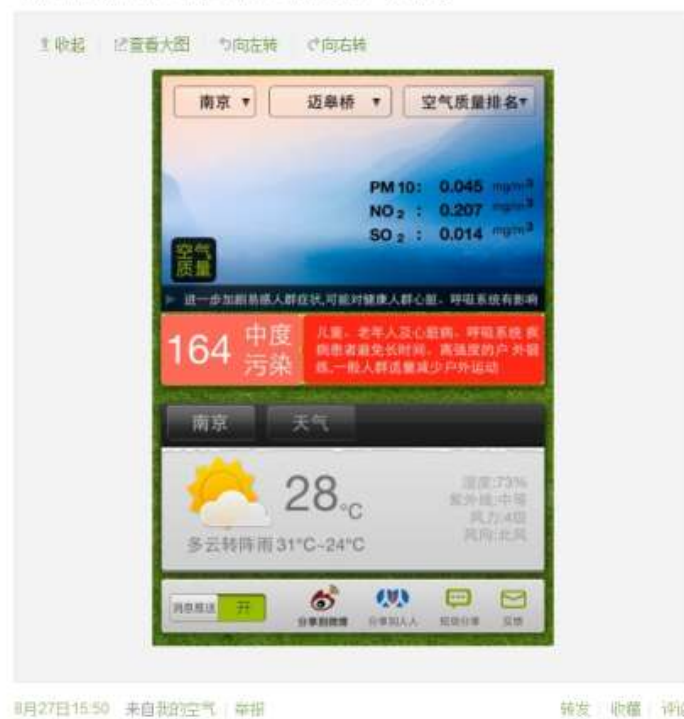 收起 查看大图 向左转 向右转
南京 迈皋桥 空气质量排名
PM 10: 0.045 mg/m3
NO 2 : 0.207 mg/m3
SO 2 : 0.014 mg/m3
空气
质量
进一步加剧易感人群症状,可能对健康人群心脏、呼吸系统有影响
164 中度
污染
儿童、老年人及心脏病、呼吸系统 疾
病患者避免长时间、高强度的户 外锻
炼,一般人群适量减少户外运动
南京 天气
28°C
多云转阵雨 31°C~24°C
湿度:73%
紫外线:中等
风力:4级
风向:北风
消息推送 开
分享到微博 分享到人人 短信分享 反馈
8月27日15:50 来自我的空气 举报
转发 收藏